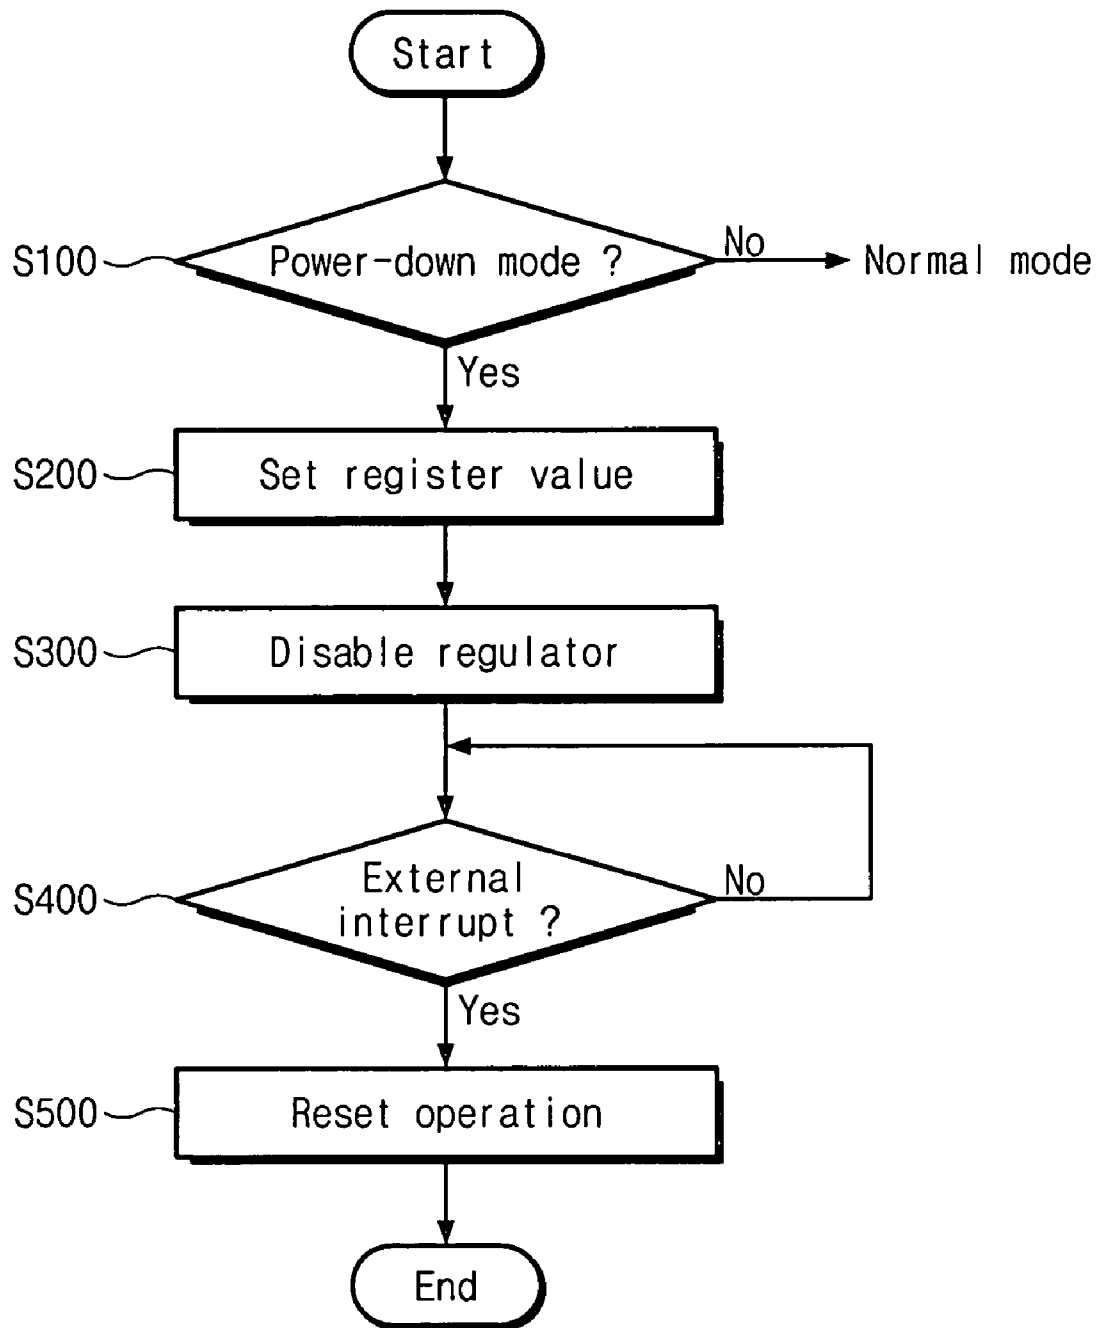 Start
S100
Power-down mode ?
No
Normal mode
Yes
S200
Set register value
S300
Disable regulator
S400
External
interrupt ?
No
Yes
S500
Reset operation
End